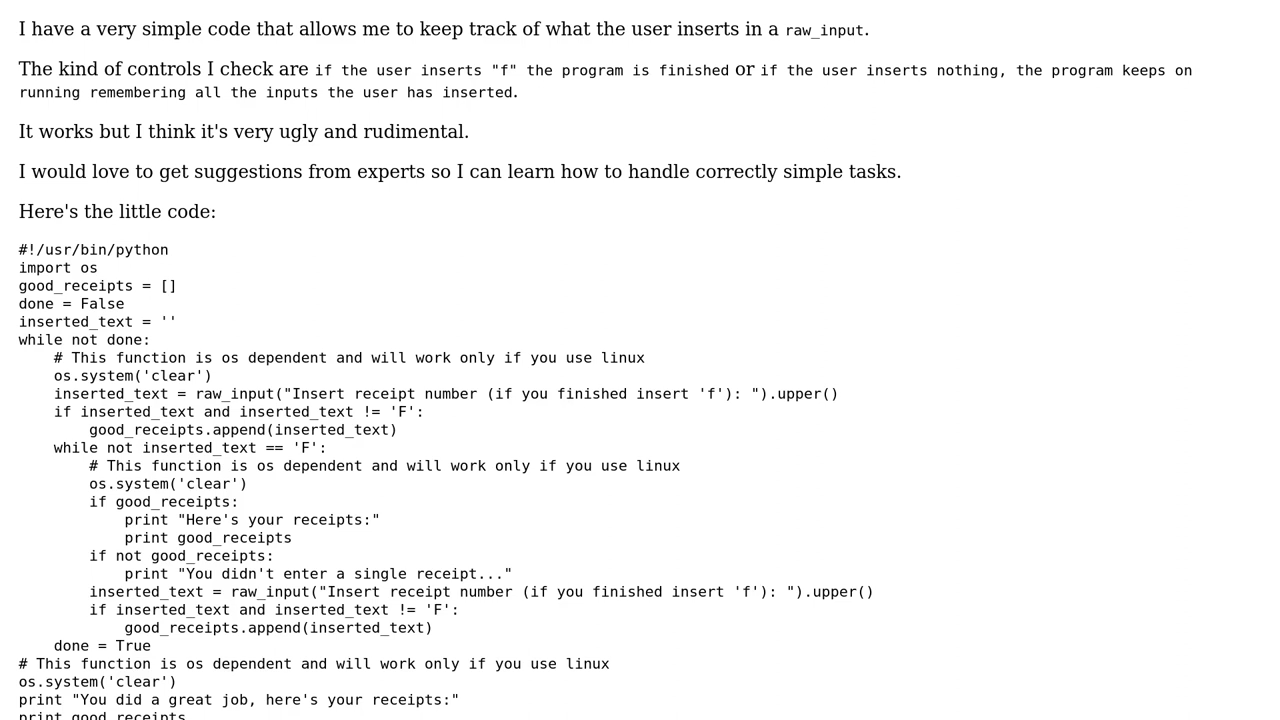 I have a very simple code that allows me to keep track of what the user inserts in a raw_input.
The kind of controls I check are if the user inserts "f" the program is finished or if the user inserts nothing, the program keeps on
running remembering all the inputs the user has inserted.
It works but I think it's very ugly and rudimental.
I would love to get suggestions from experts so I can learn how to handle correctly simple tasks.
Here's the little code:
#!/usr/bin/python
import os
good_receipts = []
done = False
inserted_text = ''
while not done:
    # This function is os dependent and will work only if you use linux
    os.system('clear')
    inserted_text = raw_input("Insert receipt number (if you finished insert 'f'): ").upper()
    if inserted_text and inserted_text != 'F':
        good_receipts.append(inserted_text)
    while not inserted_text == 'F':
        # This function is os dependent and will work only if you use linux
        os.system('clear')
        if good_receipts:
            print "Here's your receipts:"
            print good_receipts
        if not good_receipts:
            print "You didn't enter a single receipt..."
        inserted_text = raw_input("Insert receipt number (if you finished insert 'f'): ").upper()
        if inserted_text and inserted_text != 'F':
            good_receipts.append(inserted_text)
    done = True
# This function is os dependent and will work only if you use linux
os.system('clear')
print "You did a great job, here's your receipts:"
print good_receipts